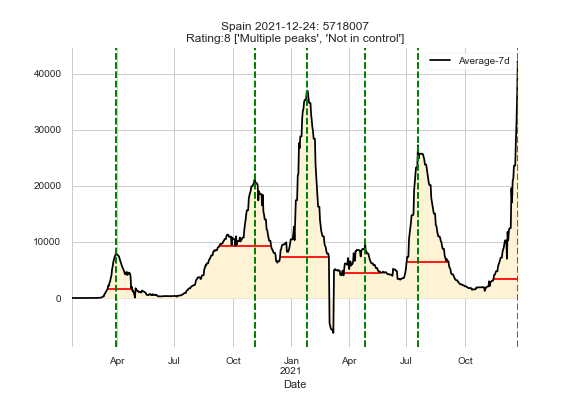 Spain 2021-12-24: 5718007
Rating:8 ['Multiple peaks', 'Not in control']
Average-7d
40000
30000
20000
10000
0
Apr Jul Oct Jan Apr Jul Oct
2021
Date